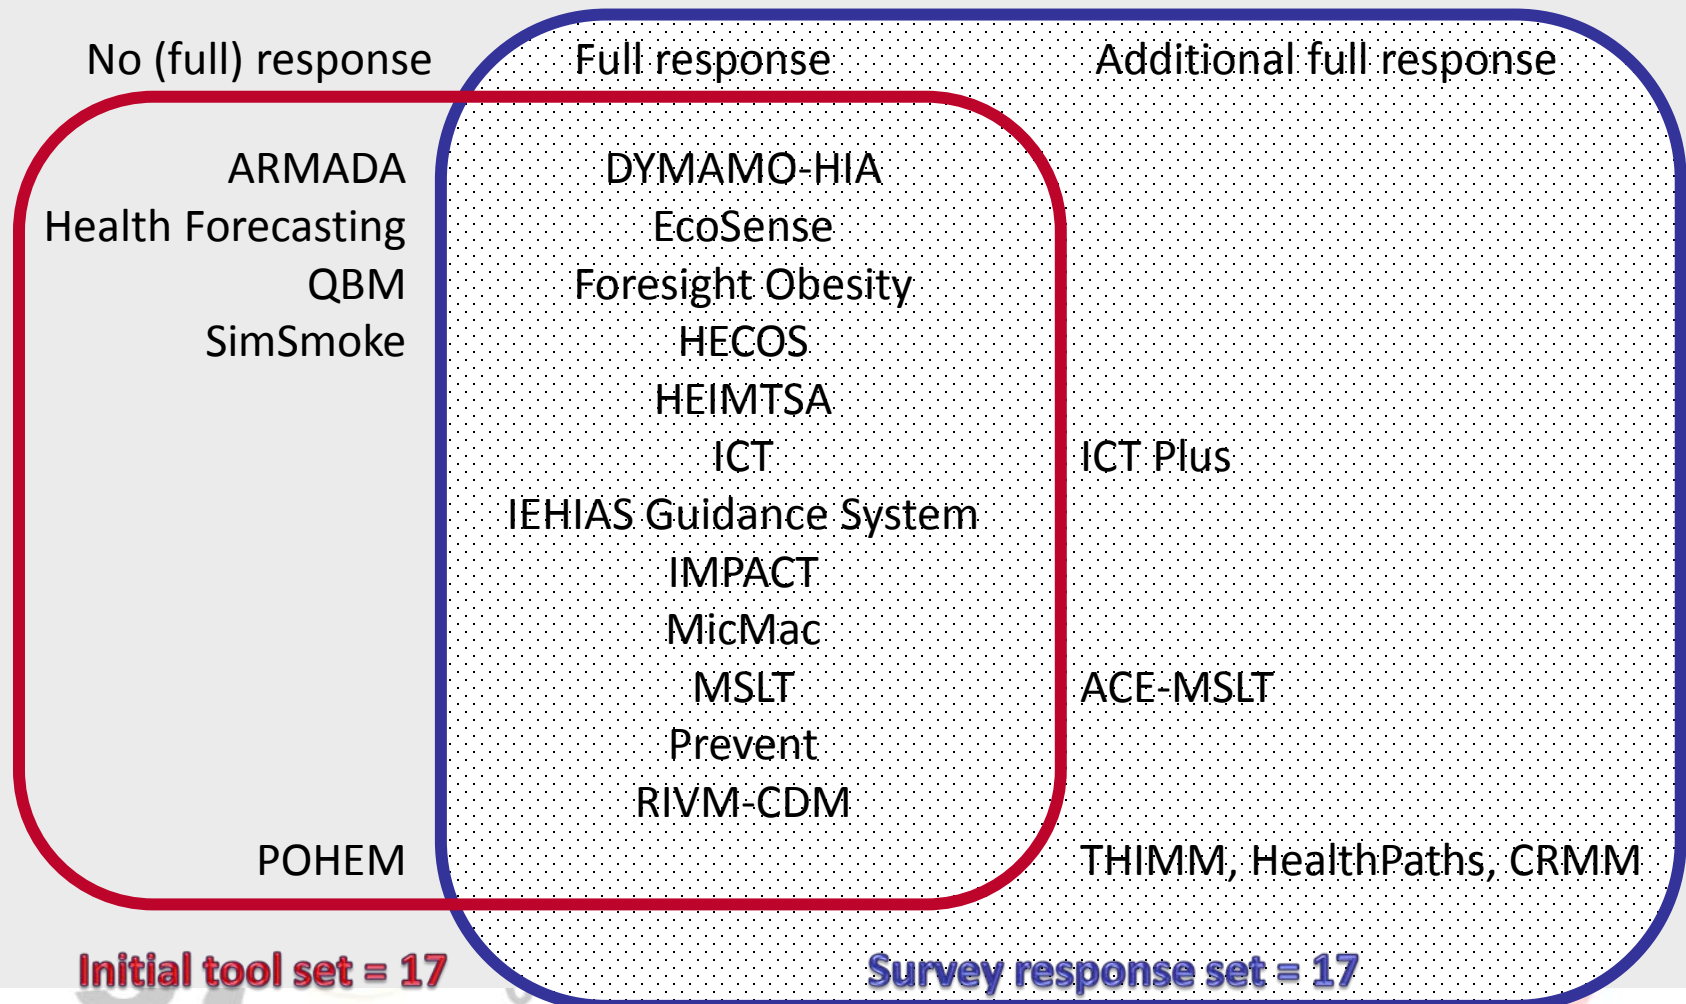 No (full) response Full response Additional full response
ARMADA DYMAMO-HIA
Health Forecasting EcoSense
QBM Foresight Obesity
SimSmoke HECOS
HEIMTSA
ICT ICT Plus
IEHIAS Guidance System
IMPACT
MicMac
MSLT ACE-MSLT
Prevent
RIVM-CDM
POHEM THIMM, HealthPaths, CRMM
Initial tool set = 17 Survey response set = 17